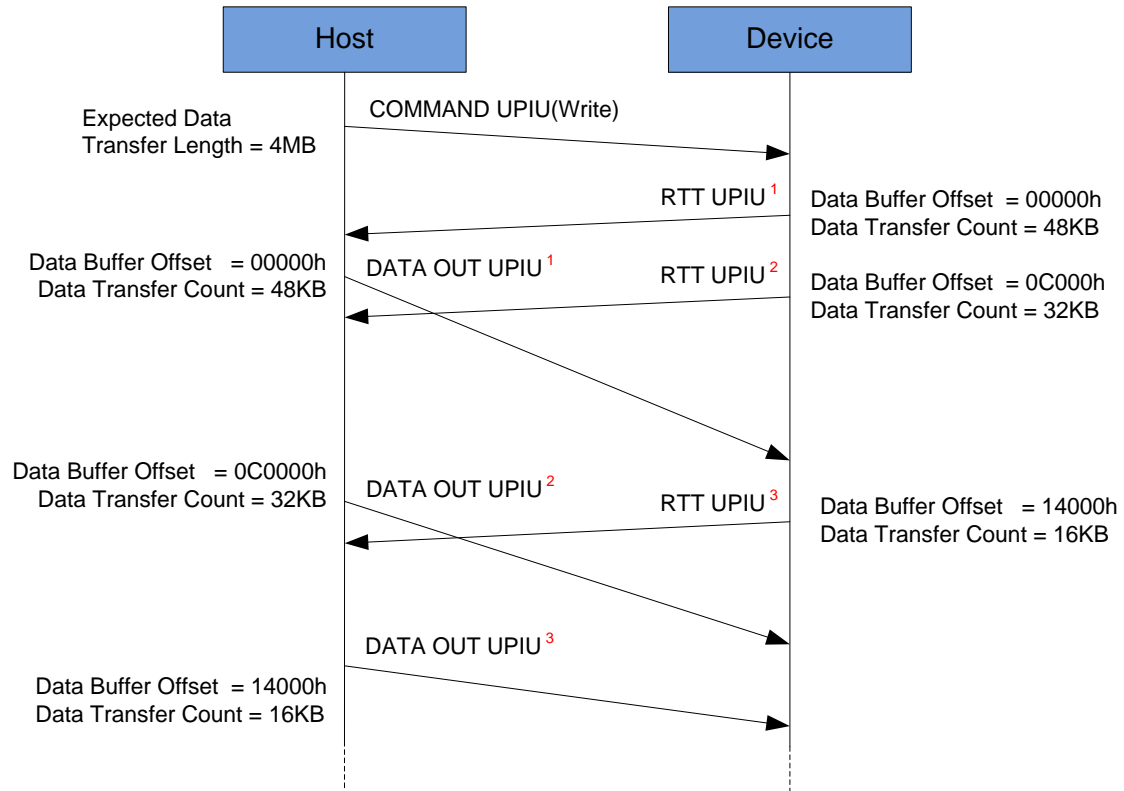 Host
Device
COMMAND UPIU(Write)
Expected Data
Transfer Length = 4MB
RTT UPIU 1
Data Buffer Offset = 00000h
Data Transfer Count = 48KB
Data Buffer Offset = 00000h
Data Transfer Count = 48KB
DATA OUT UPIU 1
RTT UPIU 2
Data Buffer Offset = 0C000h
Data Transfer Count = 32KB
Data Buffer Offset = 0C0000h
Data Transfer Count = 32KB
DATA OUT UPIU 2
RTT UPIU 3
Data Buffer Offset = 14000h
Data Transfer Count = 16KB
DATA OUT UPIU 3
Data Buffer Offset = 14000h
Data Transfer Count = 16KB